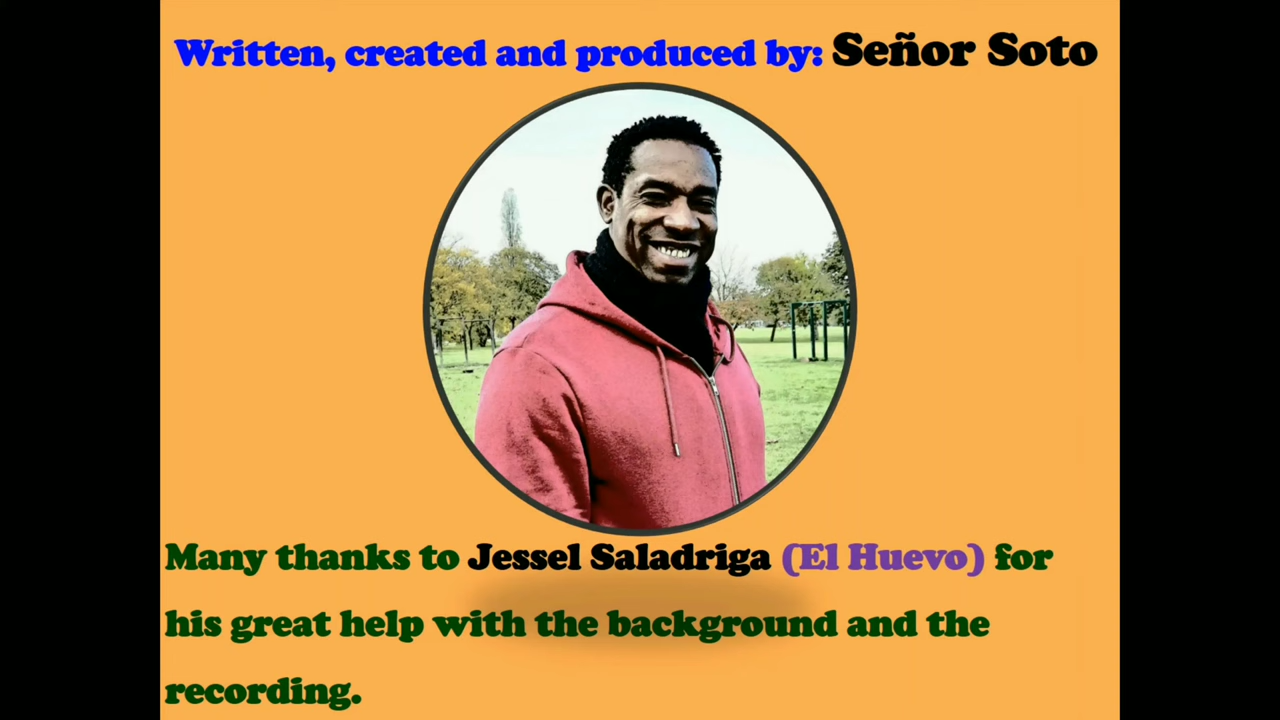 Written, created and produced by: Señor Soto
Many thanks to Jessel Saladriga (El Huevo) for
his great help with the background and the
recording.